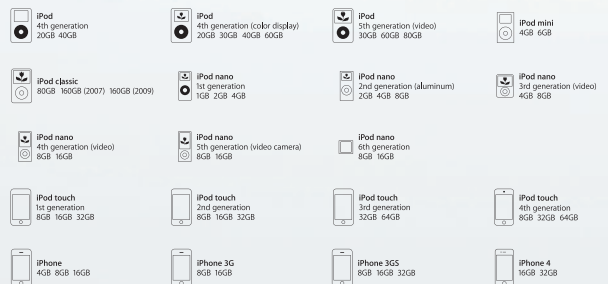 iPod
4th generation
20GB 40GB
iPod
4th generation (color display)
20GB 30GB 40GB 60GB
iPod
5th generation (video)
30GB 60GB 80GB
iPod mini
4GB 6GB
iPod classic
80GB 160GB (2007) 160GB (2009)
iPod nano
1st generation
1GB 2GB 4GB
iPod nano
2nd generation (aluminum)
2GB 4GB 8GB
iPod nano
3rd generation (video)
4GB 8GB
iPod nano
4th generation (video)
8GB 16GB
iPod nano
5th generation (video camera)
8GB 16GB
iPod nano
6th generation
8GB 16GB
iPod touch
1st generation
8GB 16GB 32GB
iPod touch
2nd generation
8GB 16GB 32GB
iPod touch
3rd generation
32GB 64GB
iPod touch
4th generation
8GB 32GB 64GB
iPhone
4GB 8GB 16GB
iPhone 3G
8GB 16GB
iPhone 3GS
8GB 16GB 32GB
iPhone 4
16GB 32GB